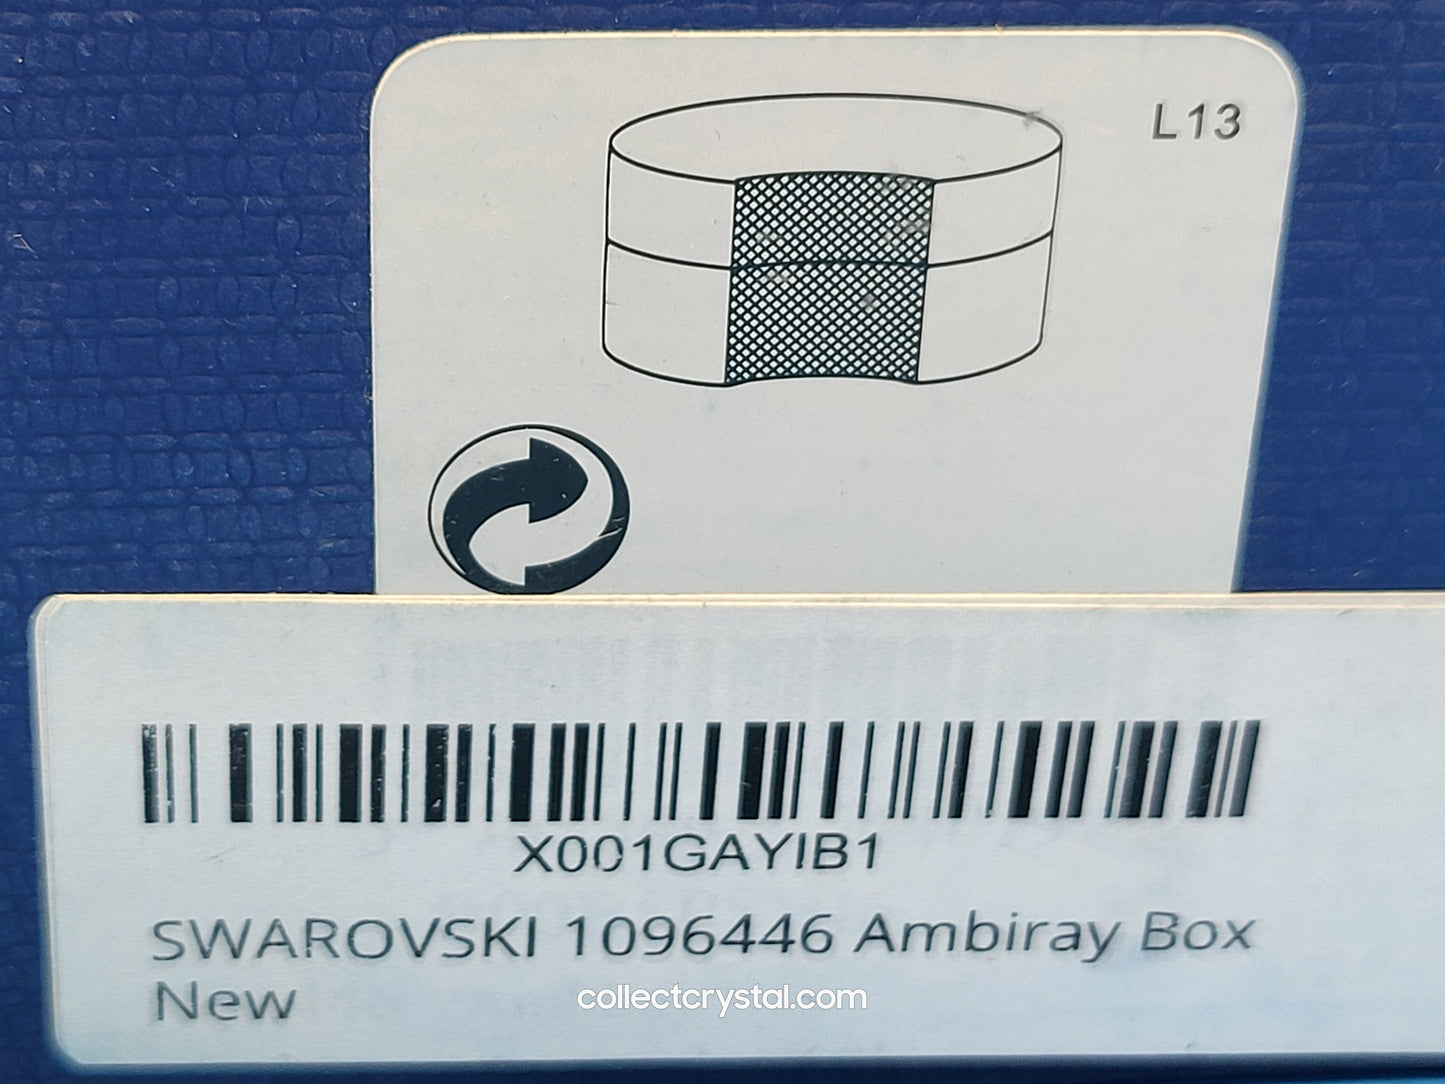 L13
X001GAYIB1
SWAROVSKI 1096446 Ambiray Box
New
collectcrystal.com